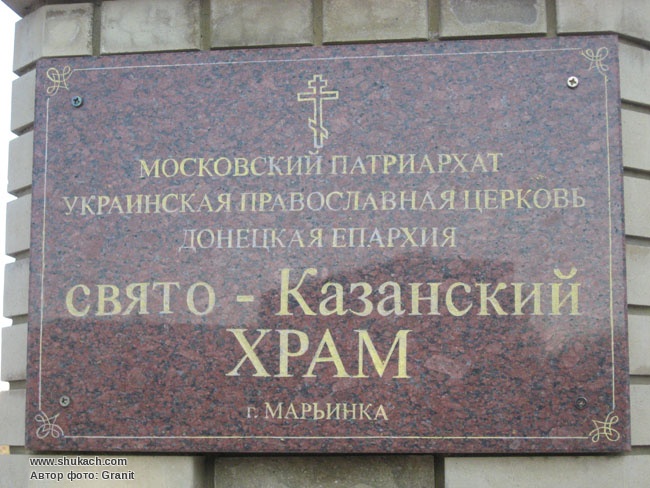 МОСКОВСКИЙ ПАТРИАРХАТ
УКРАИНСКАЯ ПРАВОСЛАВНАЯ ЦЕРКОВЬ
ДОНЕЦКАЯ ЕПАРХИЯ
свято - Казанский
ХРАМ
г. МАРЬИНКА
www.shukach.com
Автор фото: Granit